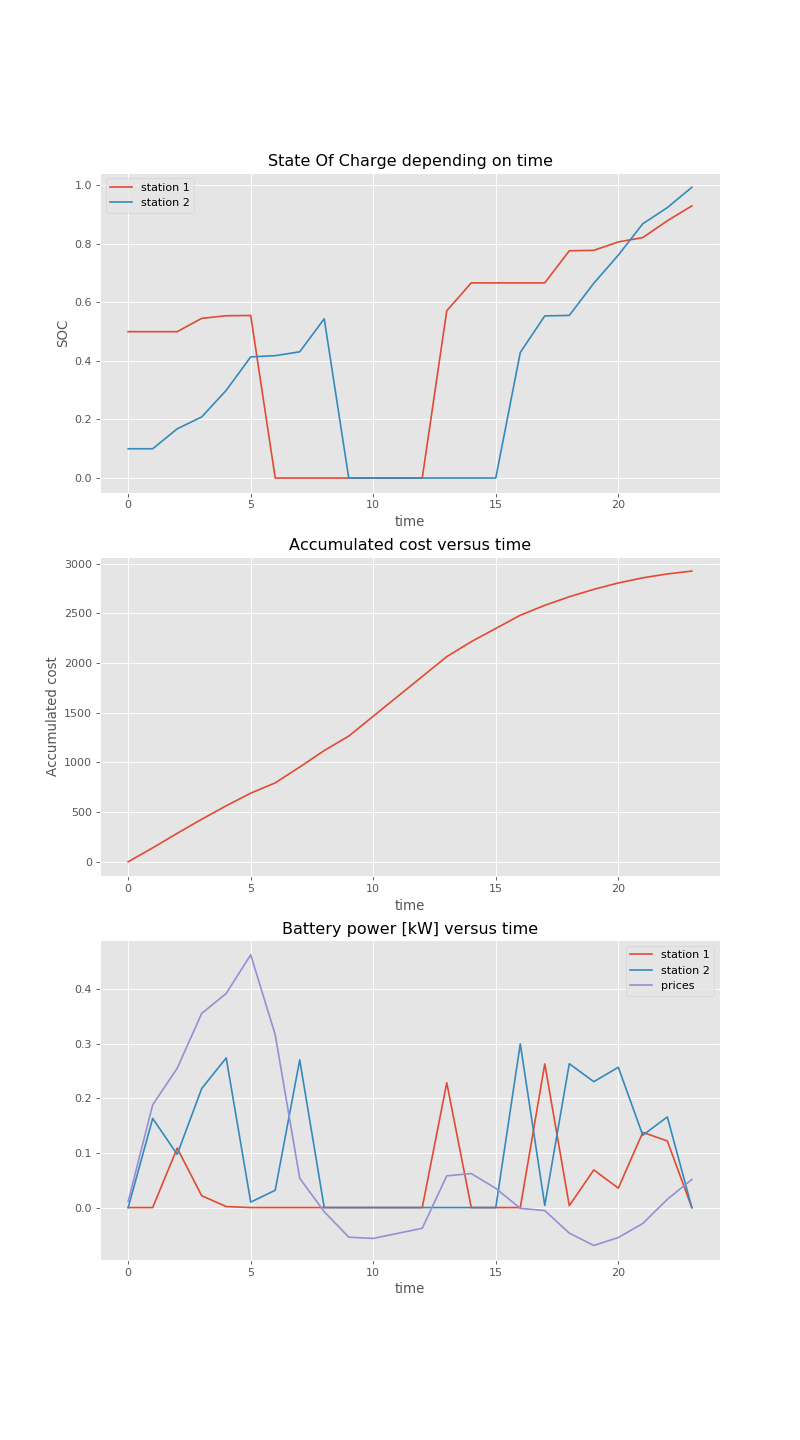 State Of Charge depending on time
station 1
station 2
1.0
0.8
0.6
0.4
0.2
0.0
SOC
0 5 10 15 20
time
Accumulated cost versus time
3000
2500
2000
1500
1000
500
0
Accumulated cost
0 5 10 15 20
time
Battery power [kW] versus time
station 1
station 2
prices
0.4
0.3
0.2
0.1
0.0
0 5 10 15 20
time